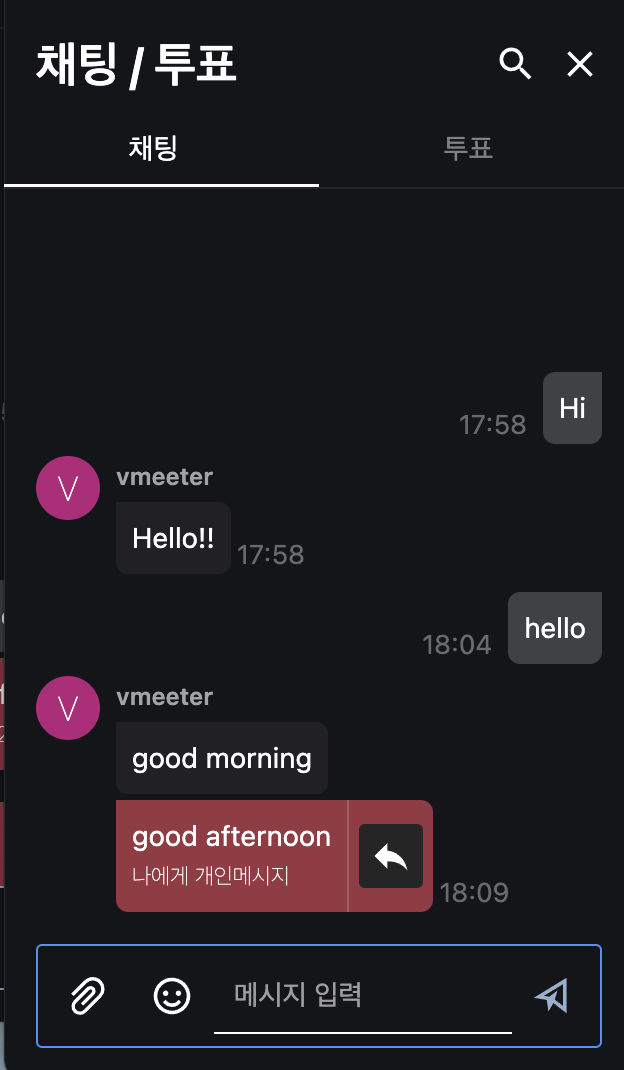 채팅 / 투표
채팅
투표
Hi
17:58
V
vmeeter
Hello!!
17:58
hello
18:04
V
vmeeter
good morning
good afternoon
나에게 개인메시지
18:09
메시지 입력